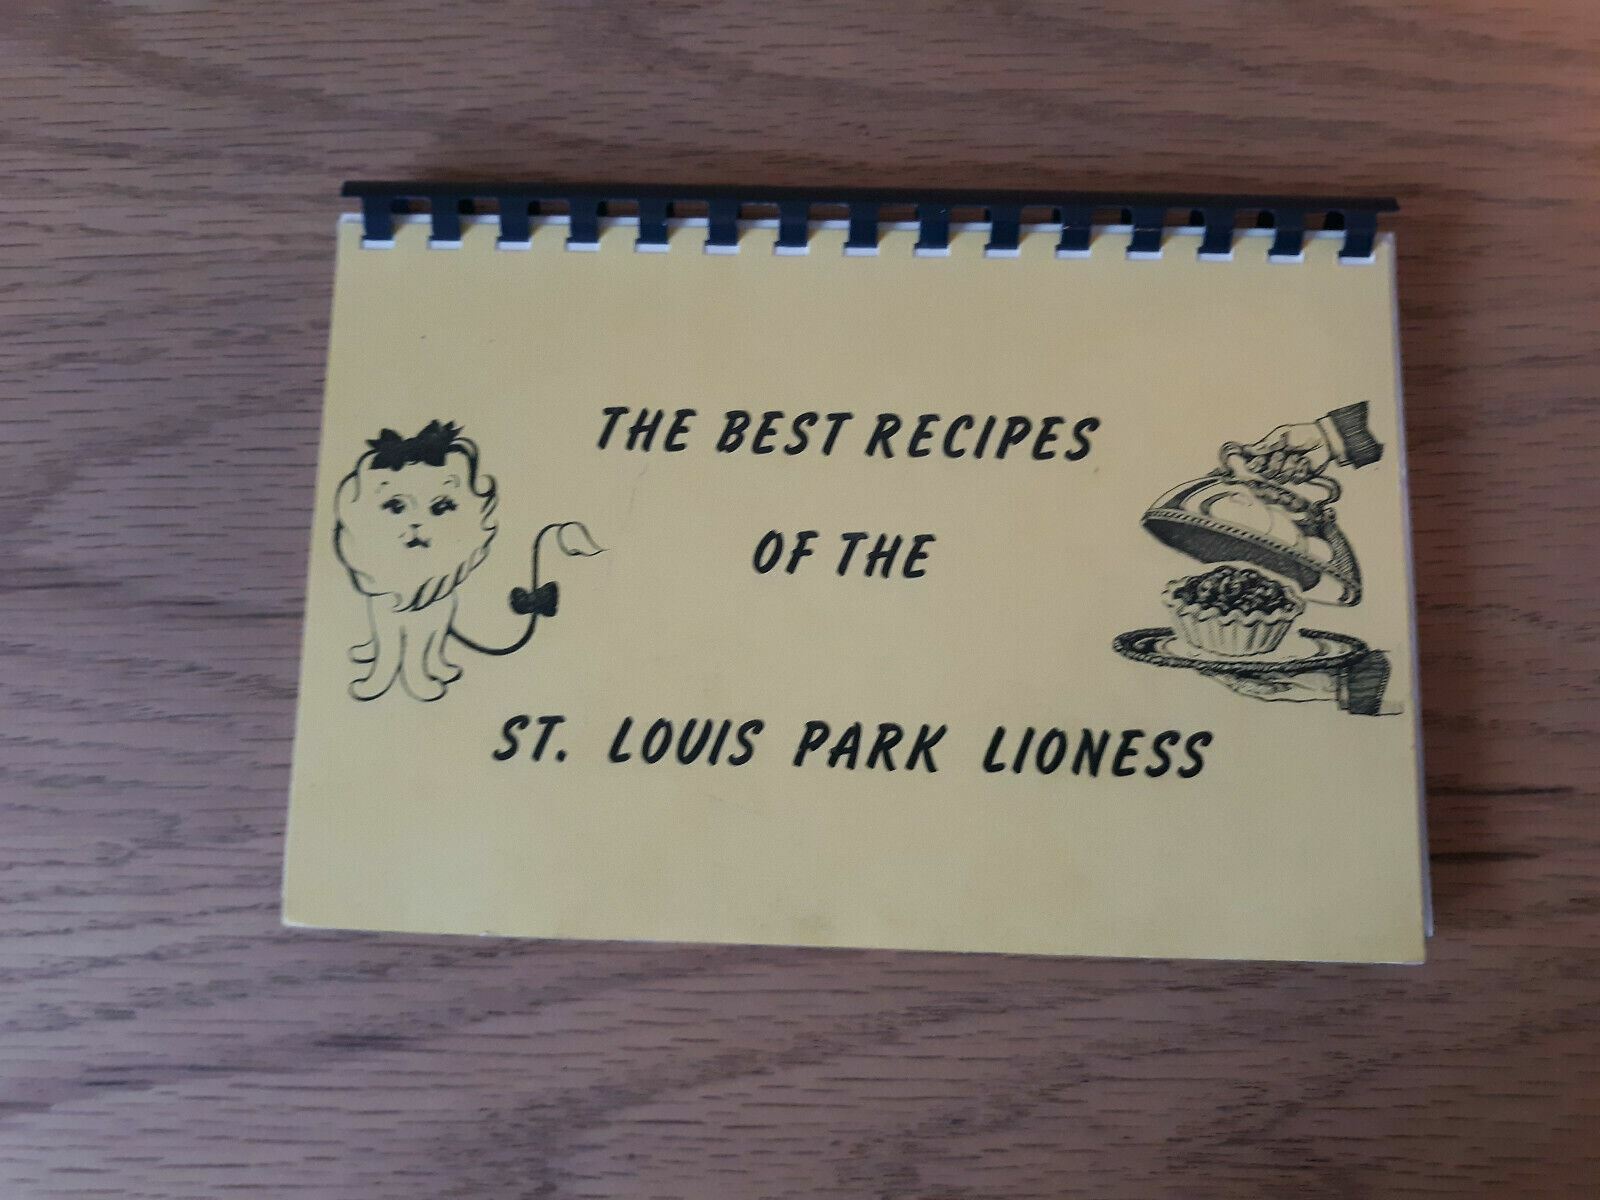 THE BEST RECIPES
OF THE
ST. LOUIS PARK LIONESS